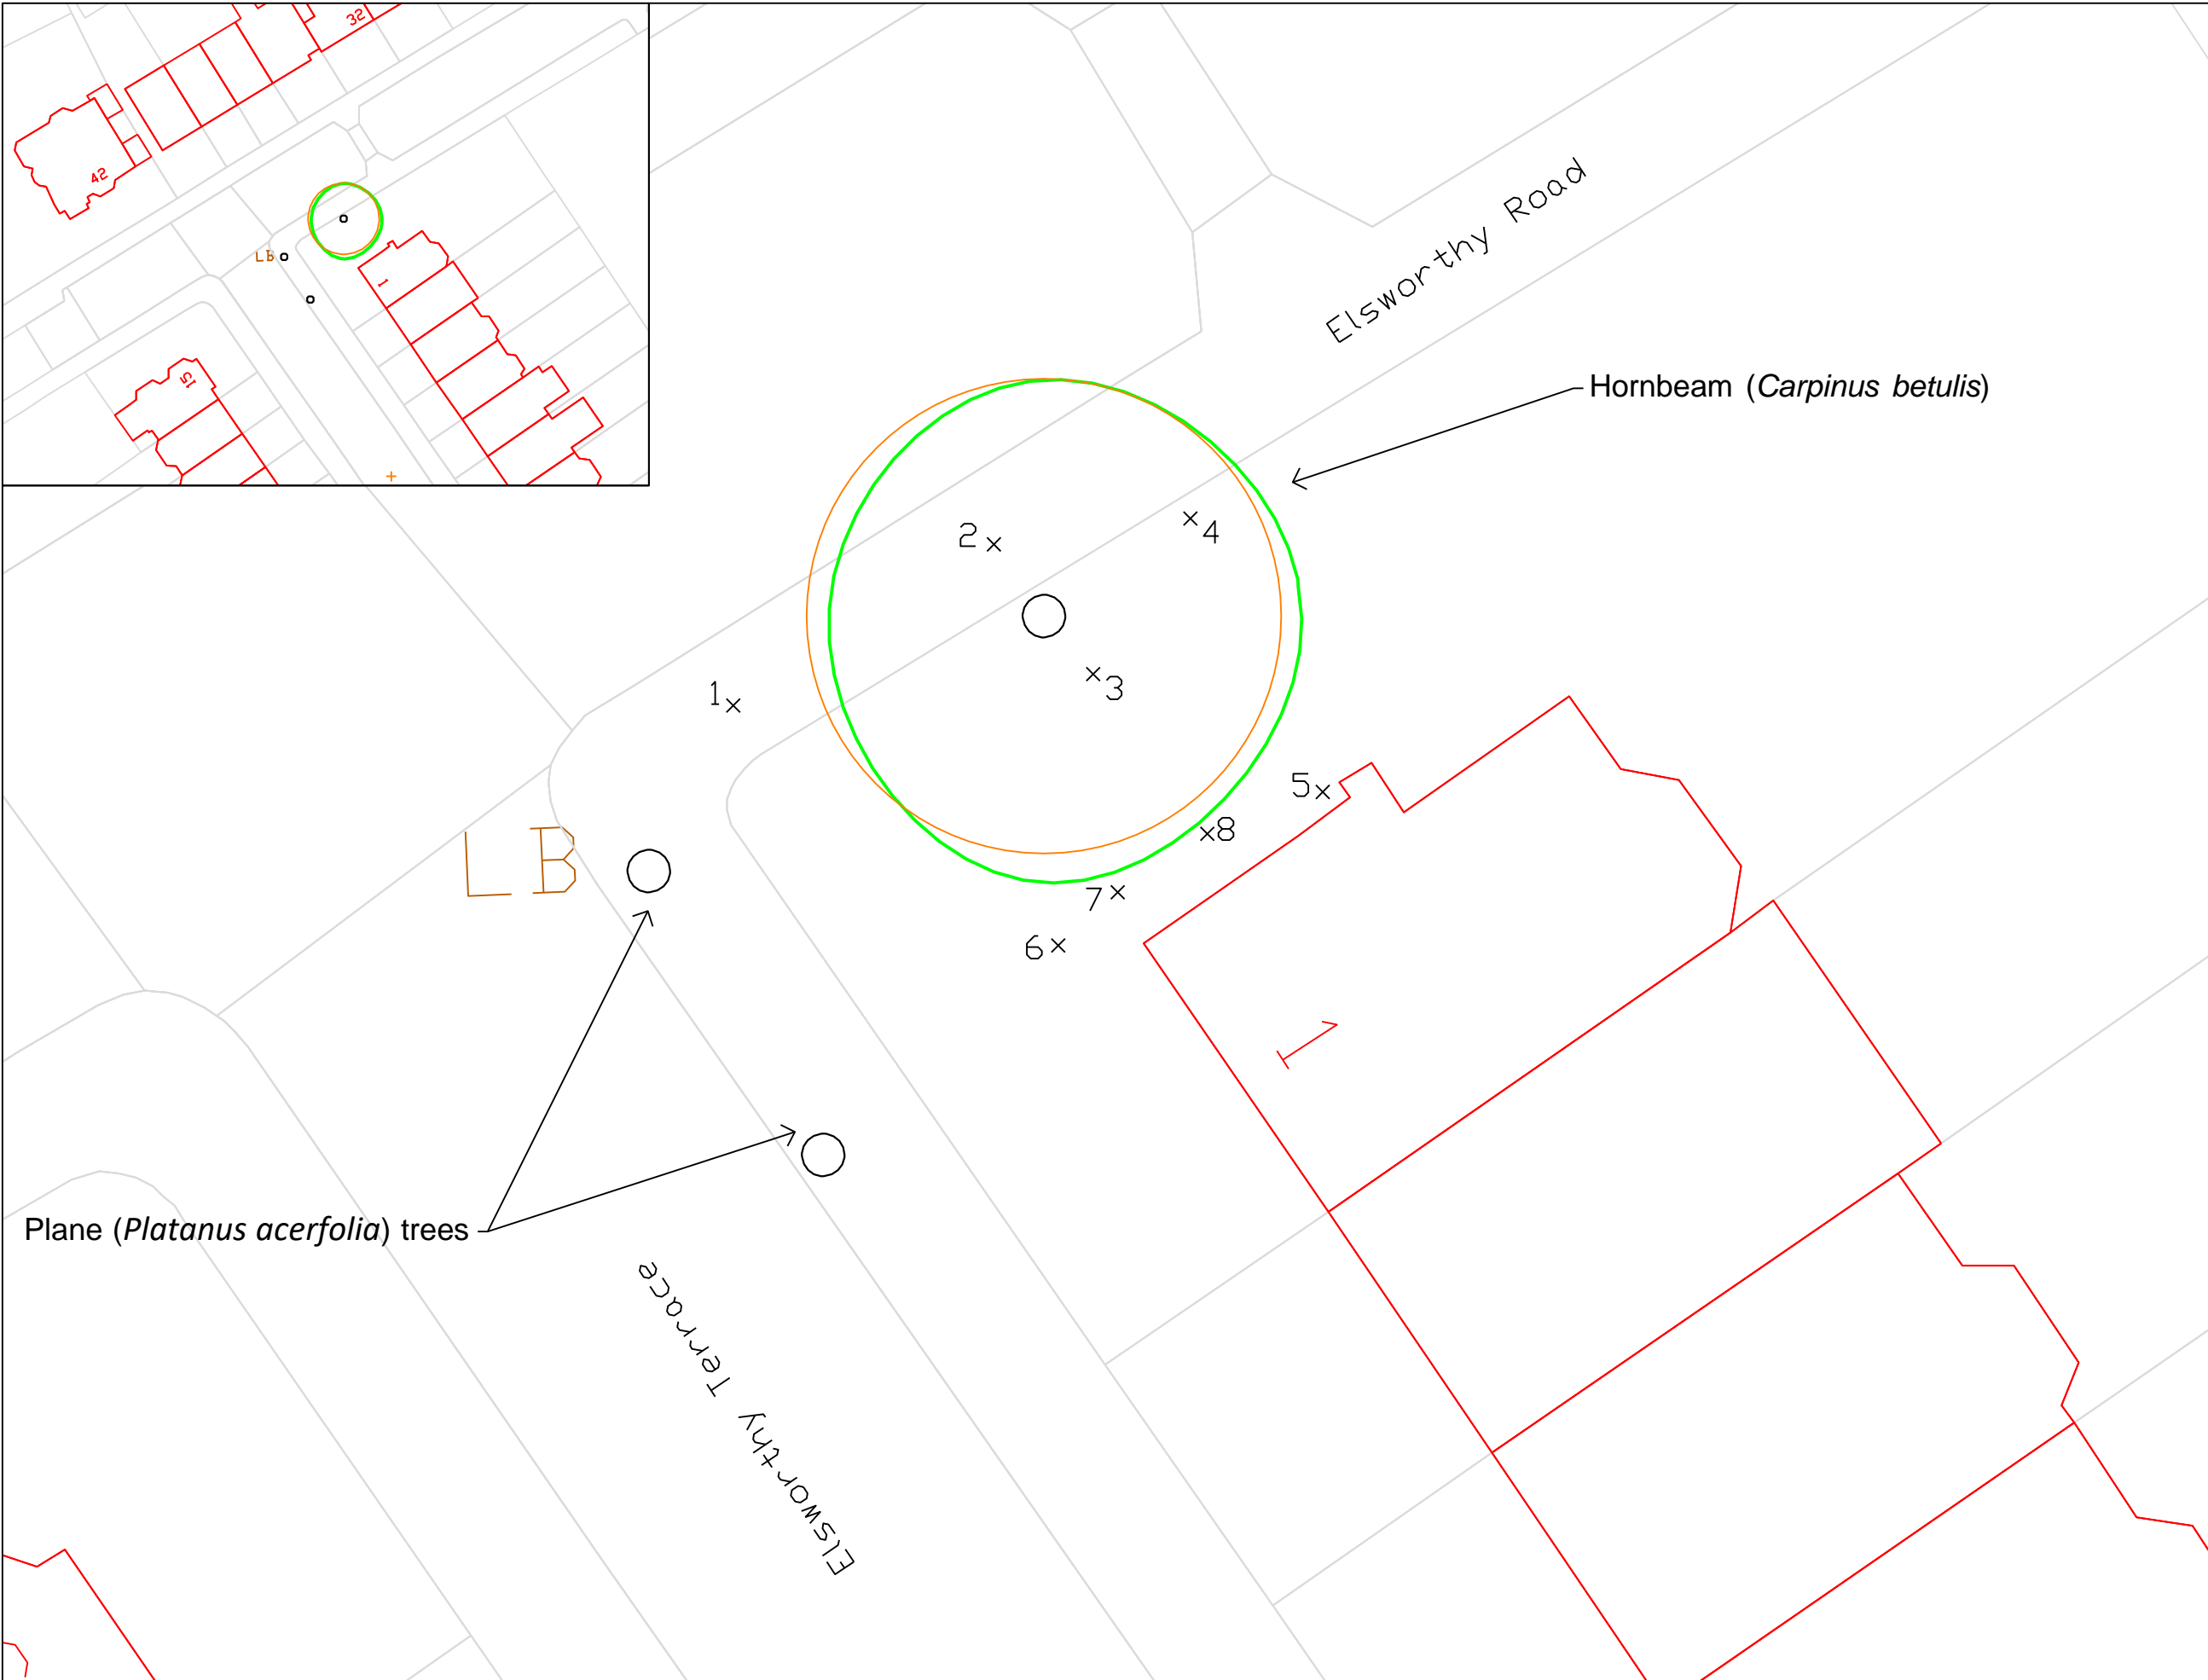 32
42
LB
1
15
Elsworthy Road
Hornbeam (Carpinus betulis)
2
4
3
1
5
8
7
6
LB
1
Plane (Platanus acerfolia) trees
Elsworthy Terrace